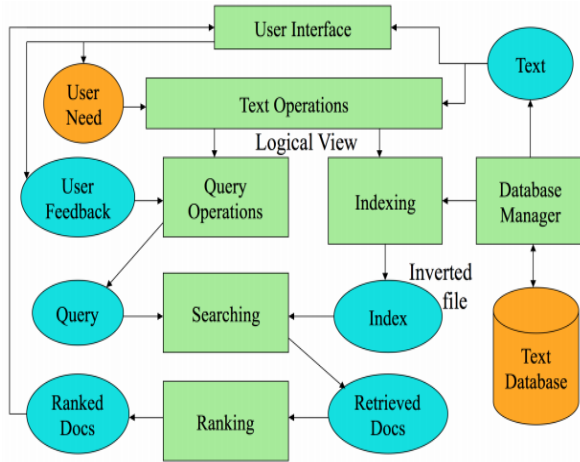 User Interface
Text
User
Need
Text Operations
Logical View
User
Feedback
Query
Operations
Indexing
Database
Manager
Inverted
file
Query
Searching
Index
Text
Database
Ranked
Docs
Ranking
Retrieved
Docs